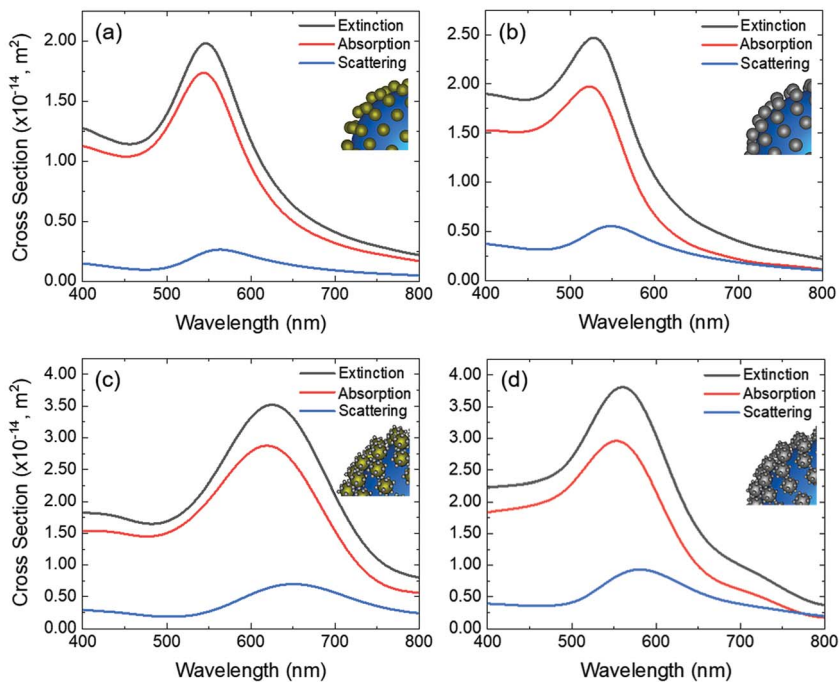 (a)
Extinction
Absorption
Scattering
2.00
1.50
1.00
0.50
0.00
400 500 600 700 800
Wavelength (nm)
Cross Section (x10⁻¹⁴, m²)
(b)
Extinction
Absorption
Scattering
2.50
2.00
1.50
1.00
0.50
0.00
400 500 600 700 800
Wavelength (nm)
(c)
Extinction
Absorption
Scattering
4.00
3.50
3.00
2.50
2.00
1.50
1.00
0.50
0.00
400 500 600 700 800
Wavelength (nm)
Cross Section (x10⁻¹⁴, m²)
(d)
Extinction
Absorption
Scattering
4.00
3.50
3.00
2.50
2.00
1.50
1.00
0.50
0.00
400 500 600 700 800
Wavelength (nm)